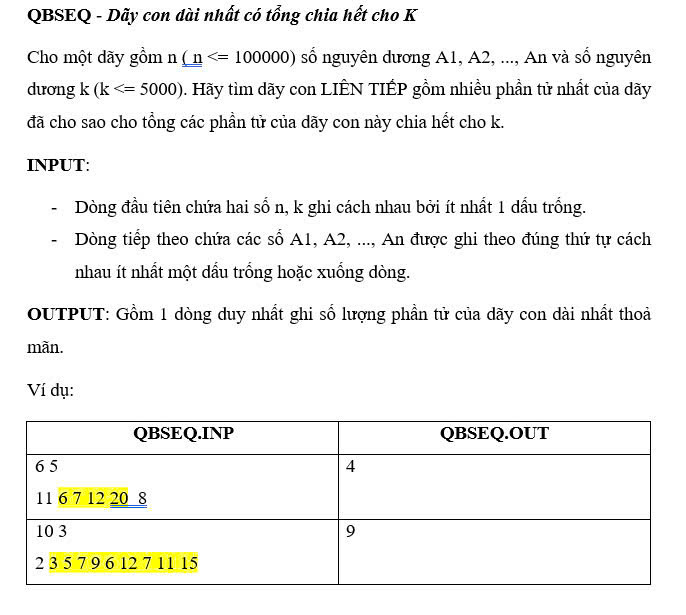 QBSEQ - Dãy con dài nhất có tổng chia hết cho K
Cho một dãy gồm n ( n <= 100000) số nguyên dương A1, A2, ..., An và số nguyên
dương k (k <= 5000). Hãy tìm dãy con LIÊN TIẾP gồm nhiều phần tử nhất của dãy
đã cho sao cho tổng các phần tử của dãy con này chia hết cho k.
INPUT:
- Dòng đầu tiên chứa hai số n, k ghi cách nhau bởi ít nhất 1 dấu trống.
- Dòng tiếp theo chứa các số A1, A2, ..., An được ghi theo đúng thứ tự cách
nhau ít nhất một dấu trống hoặc xuống dòng.
OUTPUT: Gồm 1 dòng duy nhất ghi số lượng phần tử của dãy con dài nhất thoả
mãn.
Ví dụ:
QBSEQ.INP QBSEQ.OUT
6 5 4
11 6 7 12 20 8
10 3 9
2 3 5 7 9 6 12 7 11 15